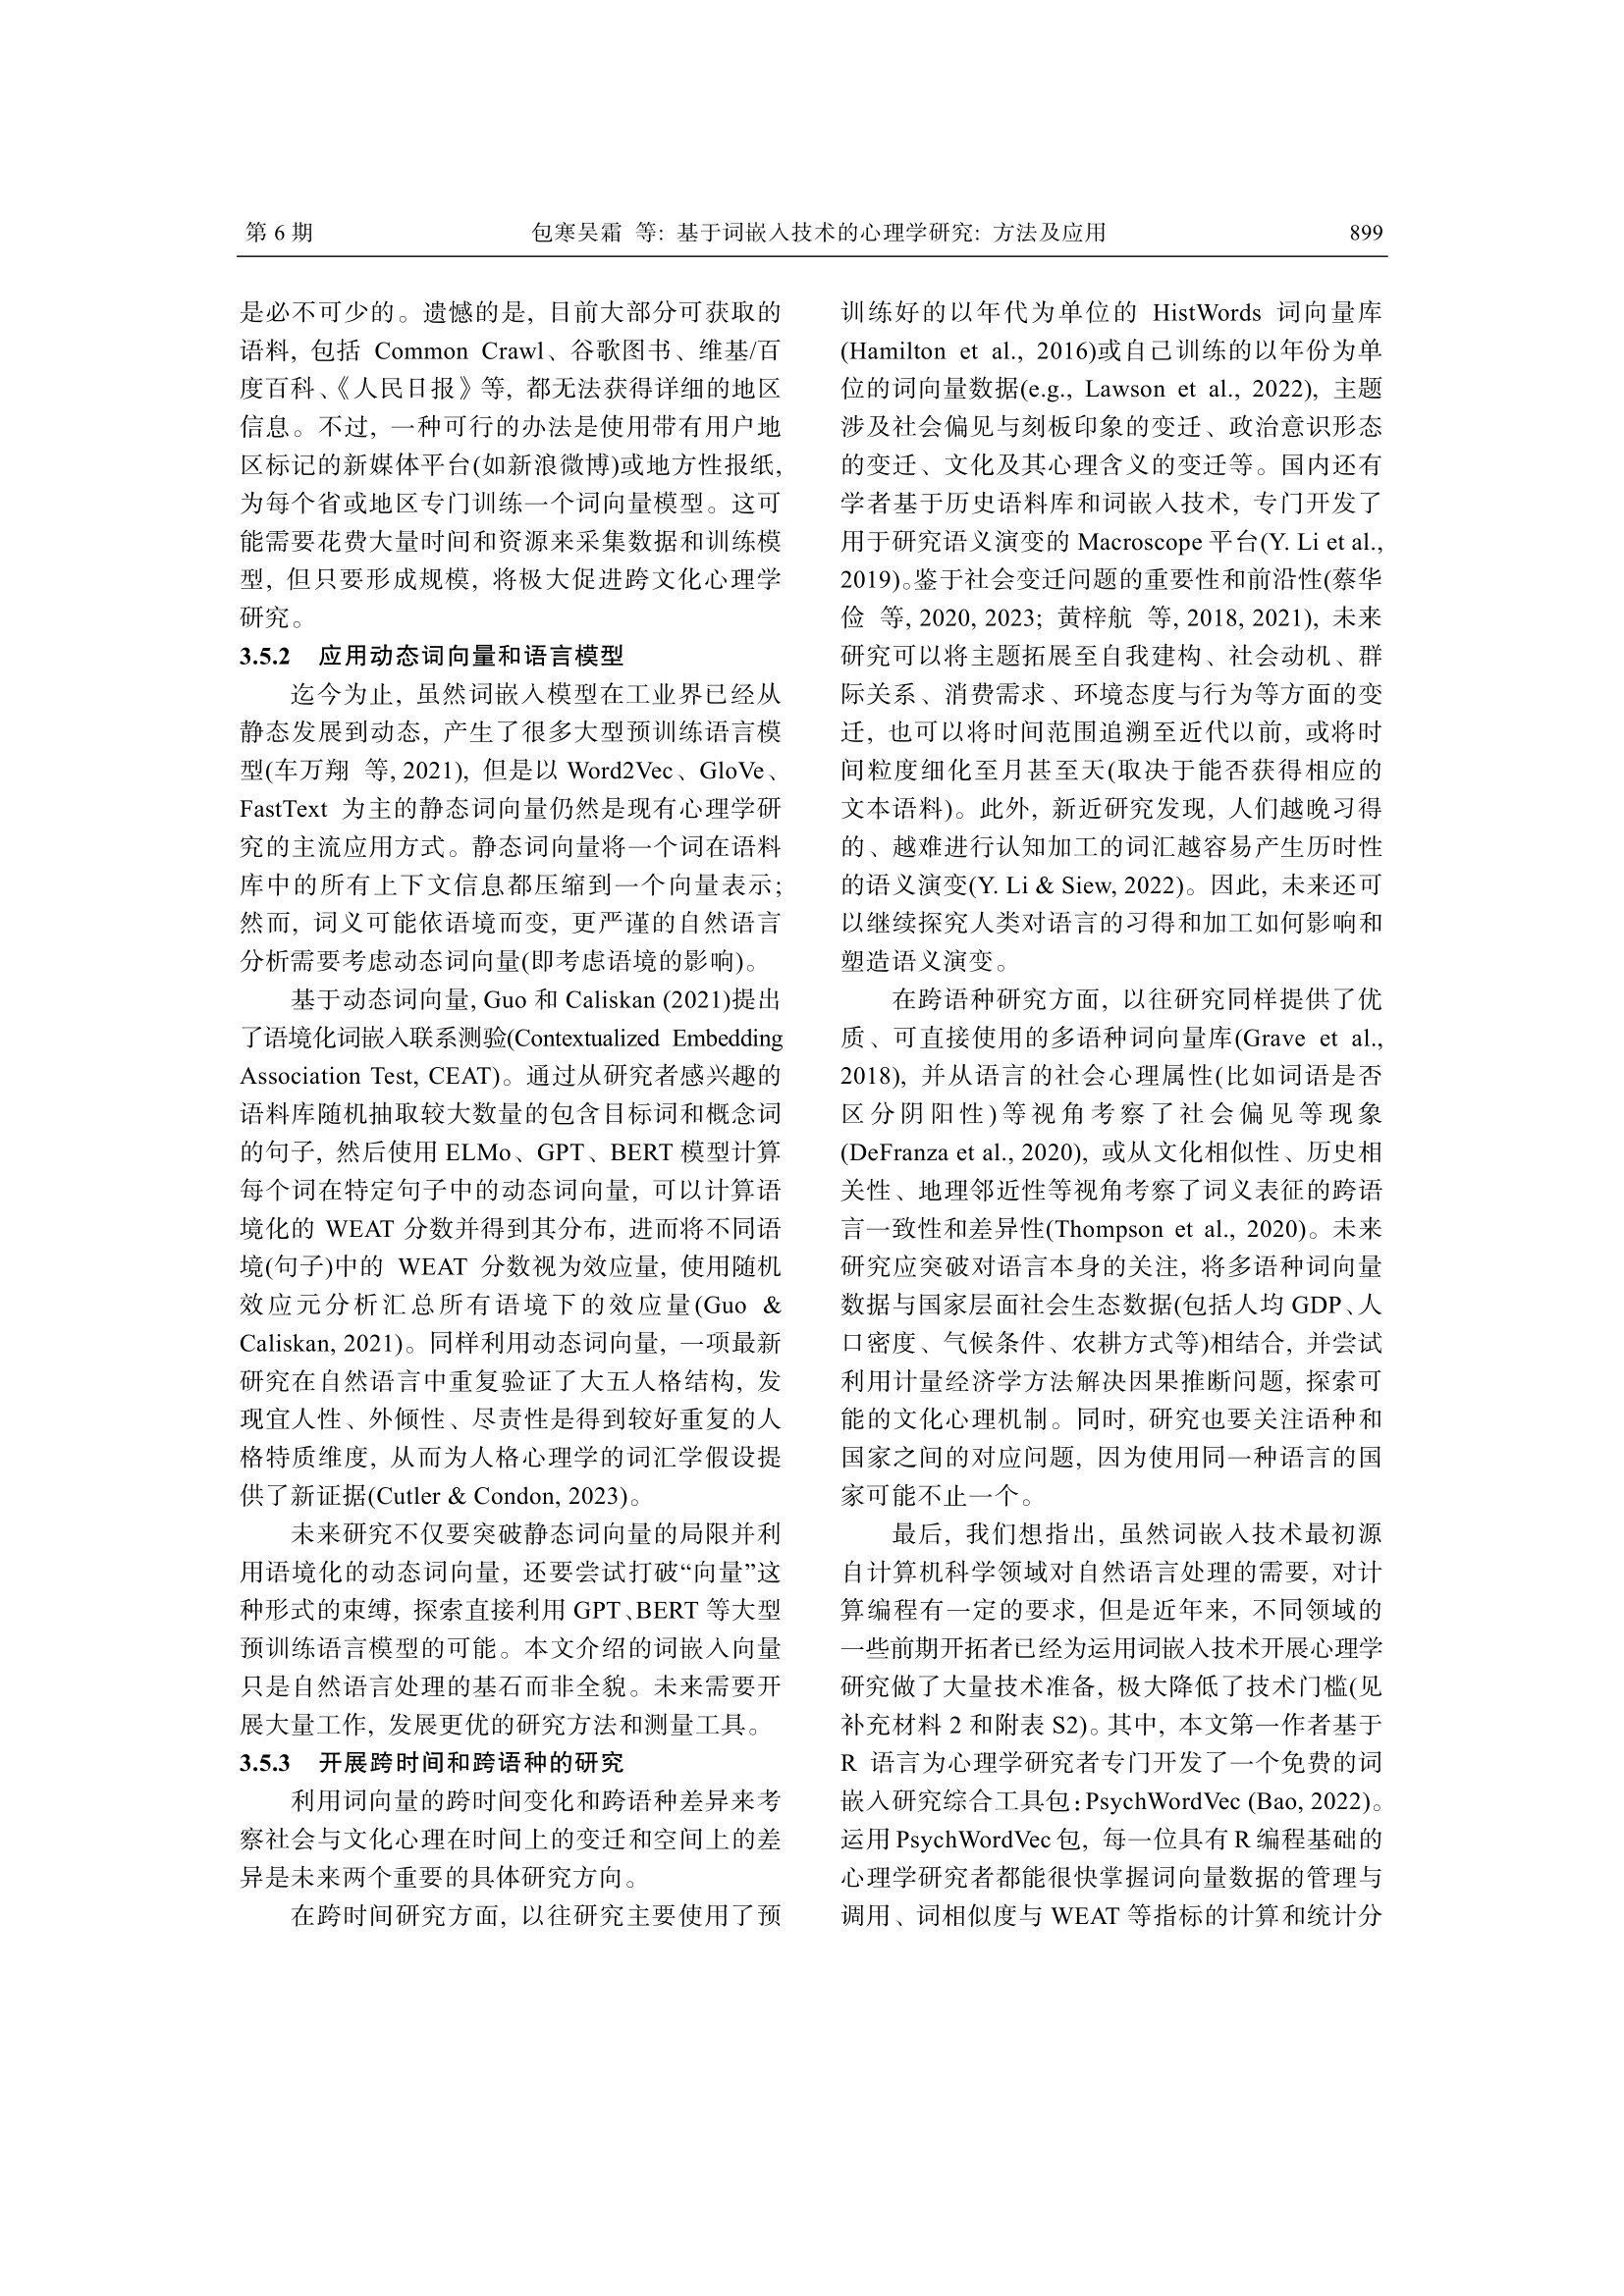 第 6 期
包寒吴霜 等: 基于词嵌入技术的心理学研究: 方法及应用
899
是必不可少的。遗憾的是, 目前大部分可获取的
语料, 包括 Common Crawl、谷歌图书、维基/百
度百科、《人民日报》等, 都无法获得详细的地区
信息。不过, 一种可行的办法是使用带有用户地
区标记的新媒体平台(如新浪微博)或地方性报纸,
为每个省或地区专门训练一个词向量模型。这可
能需要花费大量时间和资源来采集数据和训练模
型, 但只要形成规模, 将极大促进跨文化心理学
研究。
3.5.2 应用动态词向量和语言模型
迄今为止, 虽然词嵌入模型在工业界已经从
静态发展到动态, 产生了很多大型预训练语言模
型(车万翔 等, 2021), 但是以 Word2Vec、GloVe、
FastText 为主的静态词向量仍然是现有心理学研
究的主流应用方式。静态词向量将一个词在语料
库中的所有上下文信息都压缩到一个向量表示;
然而, 词义可能依语境而变, 更严谨的自然语言
分析需要考虑动态词向量(即考虑语境的影响)。
基于动态词向量, Guo 和 Caliskan (2021)提出
了语境化词嵌入联系测验(Contextualized Embedding
Association Test, CEAT)。通过从研究者感兴趣的
语料库随机抽取较大数量的包含目标词和概念词
的句子, 然后使用 ELMo、GPT、BERT 模型计算
每个词在特定句子中的动态词向量, 可以计算语
境化的 WEAT 分数并得到其分布, 进而将不同语
境(句子)中的 WEAT 分数视为效应量, 使用随机
效应元分析汇总所有语境下的效应量(Guo &
Caliskan, 2021)。同样利用动态词向量, 一项最新
研究在自然语言中重复验证了大五人格结构, 发
现宜人性、外倾性、尽责性是得到较好重复的人
格特质维度, 从而为人格心理学的词汇学假设提
供了新证据(Cutler & Condon, 2023)。
未来研究不仅要突破静态词向量的局限并利
用语境化的动态词向量, 还要尝试打破“向量”这
种形式的束缚, 探索直接利用 GPT、BERT 等大型
预训练语言模型的可能。本文介绍的词嵌入向量
只是自然语言处理的基石而非全貌。未来需要开
展大量工作, 发展更优的研究方法和测量工具。
3.5.3 开展跨时间和跨语种的研究
利用词向量的跨时间变化和跨语种差异来考
察社会与文化心理在时间上的变迁和空间上的差
异是未来两个重要的具体研究方向。
在跨时间研究方面, 以往研究主要使用了预
训练好的以年代为单位的 HistWords 词向量库
(Hamilton et al., 2016)或自己训练的以年份为单
位的词向量数据(e.g., Lawson et al., 2022), 主题
涉及社会偏见与刻板印象的变迁、政治意识形态
的变迁、文化及其心理含义的变迁等。国内还有
学者基于历史语料库和词嵌入技术, 专门开发了
用于研究语义演变的 Macroscope 平台(Y. Li et al.,
2019)。鉴于社会变迁问题的重要性和前沿性(蔡华
俭 等, 2020, 2023; 黄梓航 等, 2018, 2021), 未来
研究可以将主题拓展至自我建构、社会动机、群
际关系、消费需求、环境态度与行为等方面的变
迁, 也可以将时间范围追溯至近代以前, 或将时
间粒度细化至月甚至天(取决于能否获得相应的
文本语料)。此外, 新近研究发现, 人们越晚习得
的、越难进行认知加工的词汇越容易产生历时性
的语义演变(Y. Li & Siew, 2022)。因此, 未来还可
以继续探究人类对语言的习得和加工如何影响和
塑造语义演变。
在跨语种研究方面, 以往研究同样提供了优
质、可直接使用的多语种词向量库(Grave et al.,
2018), 并从语言的社会心理属性(比如词语是否
区分阴阳性)等视角考察了社会偏见等现象
(DeFranza et al., 2020), 或从文化相似性、历史相
关性、地理邻近性等视角考察了词义表征的跨语
言一致性和差异性(Thompson et al., 2020)。未来
研究应突破对语言本身的关注, 将多语种词向量
数据与国家层面社会生态数据(包括人均 GDP、人
口密度、气候条件、农耕方式等)相结合, 并尝试
利用计量经济学方法解决因果推断问题, 探索可
能的文化心理机制。同时, 研究也要关注语种和
国家之间的对应问题, 因为使用同一种语言的国
家可能不止一个。
最后, 我们想指出, 虽然词嵌入技术最初源
自计算机科学领域对自然语言处理的需要, 对计
算编程有一定的要求, 但是近年来, 不同领域的
一些前期开拓者已经为运用词嵌入技术开展心理学
研究做了大量技术准备, 极大降低了技术门槛(见
补充材料 2 和附表 S2)。其中, 本文第一作者基于
R 语言为心理学研究者专门开发了一个免费的词
嵌入研究综合工具包: PsychWordVec (Bao, 2022)。
运用 PsychWordVec 包, 每一位具有 R 编程基础的
心理学研究者都能很快掌握词向量数据的管理与
调用、词相似度与 WEAT 等指标的计算和统计分